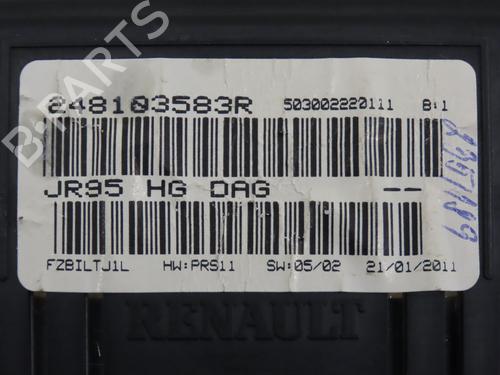 248103583R 503002220111 B:1
JR95 HG DAG --
FZBILTJ1L HW:PRS11 SW:05/02 21/01/2011
RENAULT
B-PARTS